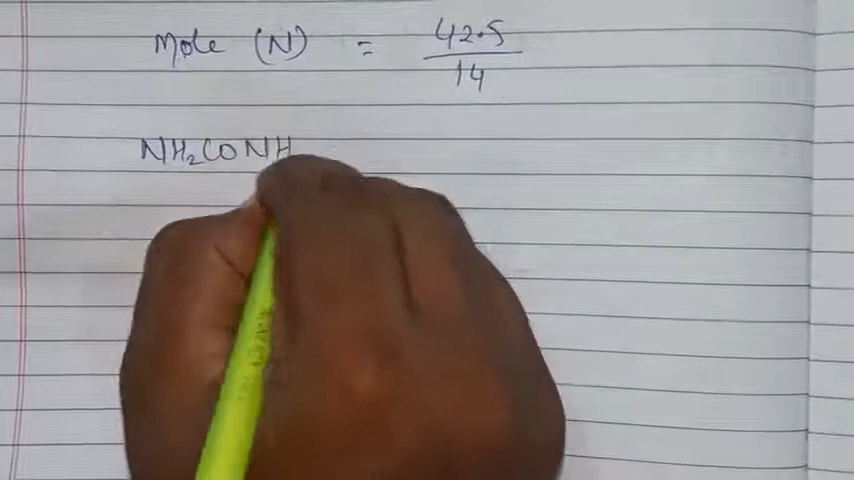 Mole (N) = 42.5/14
NH₂CONH